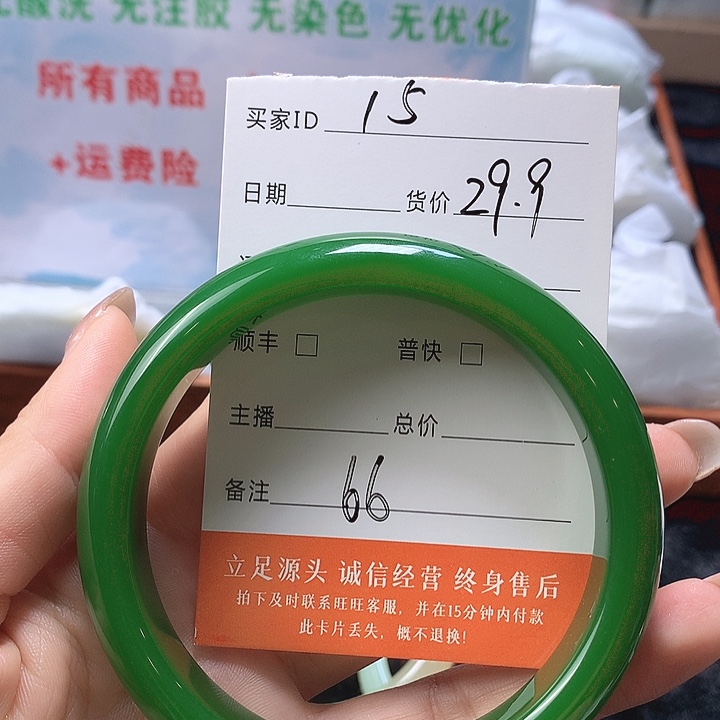 酸洗 无注胶 无染色 无优化
所有商品
+运费险
买家ID 15
日期 货价 29.9
顺丰 □ 普快 □
主播 总价
备注 66
立足源头 诚信经营 终身售后
拍下及时联系旺旺客服，并在15分钟内付款
此卡片丢失，概不退换!